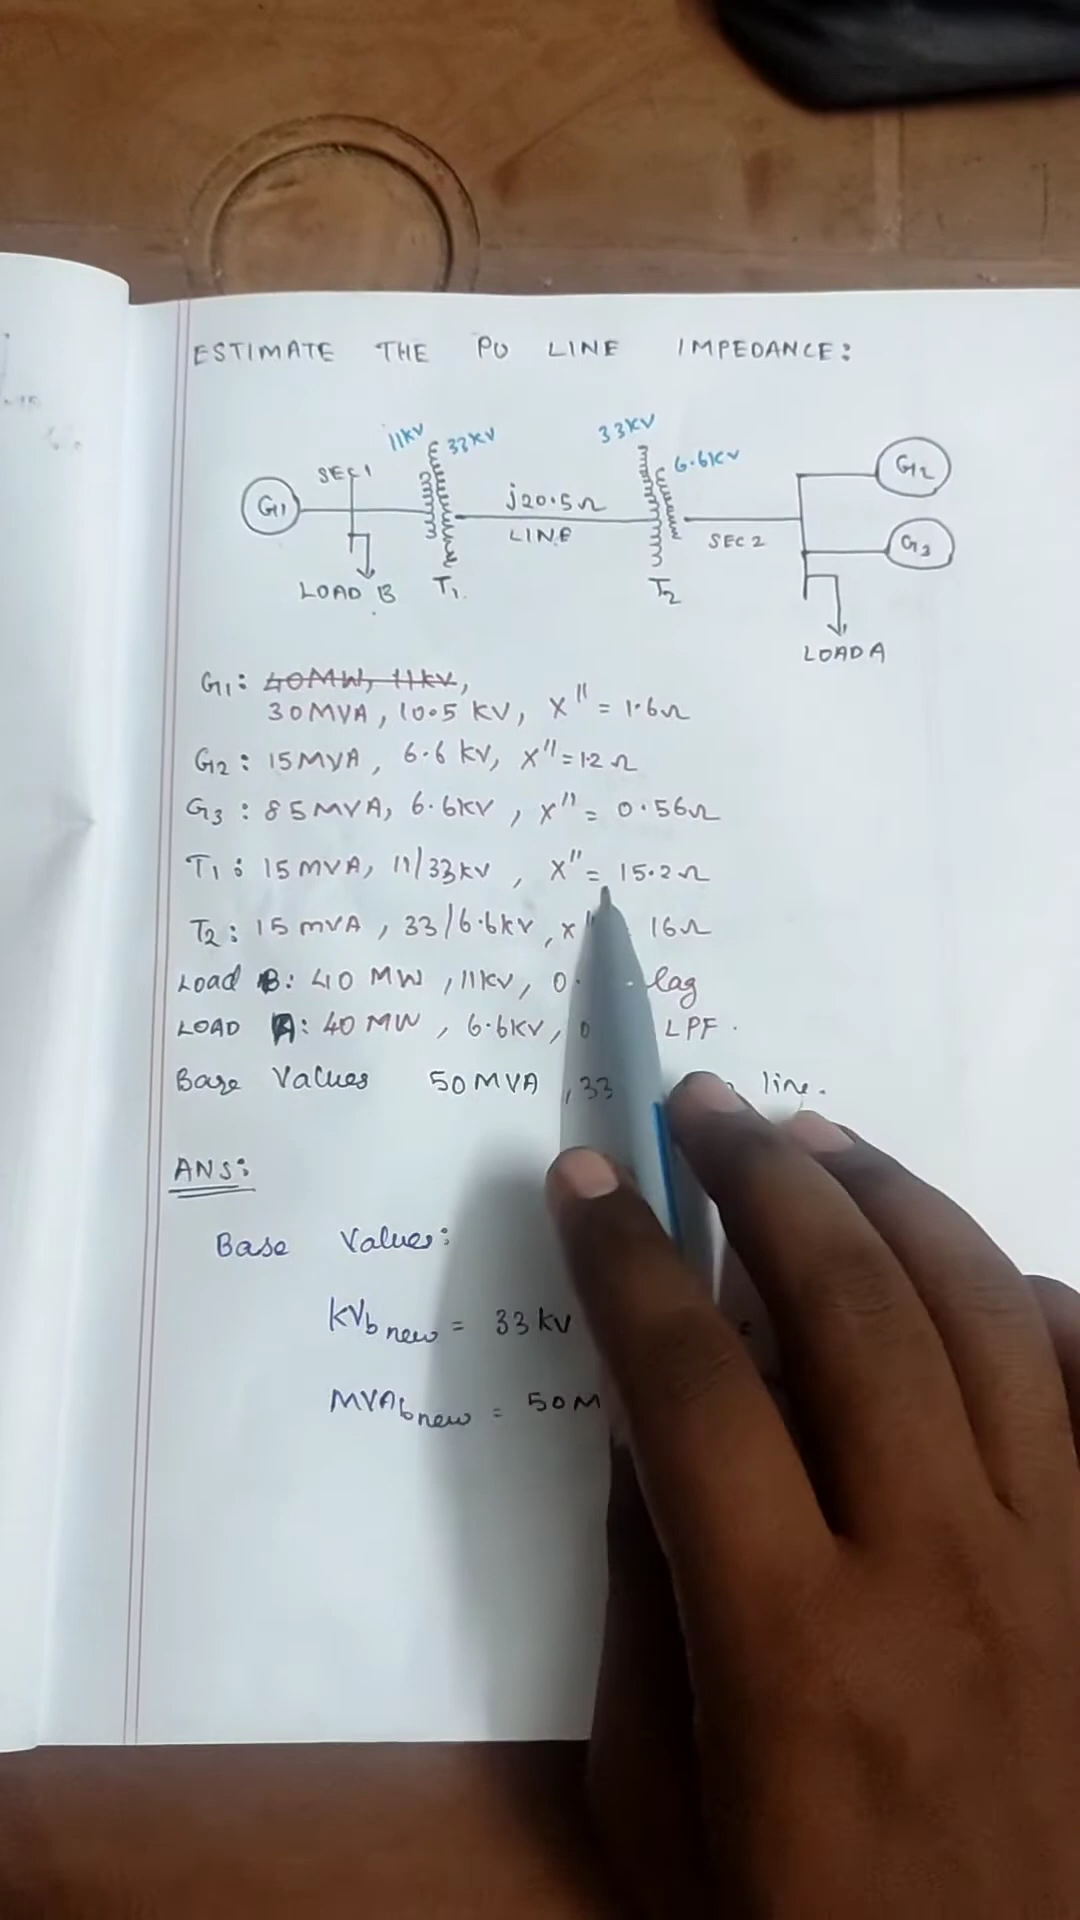 ESTIMATE THE PU LINE IMPEDANCE:
11KV 33KV 33KV 6.6KV
SEC1
G1 j20.5Ω G2
LINE SEC 2 G3
LOAD B T1 T2
LOAD A
G1: 40MW, 11KV,
30MVA, 10.5 KV, X" = 1.6Ω
G2: 15MVA, 6.6 KV, X" = 1.2 Ω
G3: 85MVA, 6.6KV, X" = 0.56Ω
T1: 15MVA, 11/33KV, X" = 15.2Ω
T2: 15 MVA, 33/6.6KV, X 16Ω
Load B: 40 MW, 11KV, lag
LOAD A: 40 MW, 6.6KV, LPF.
Base Values 50MVA, 33 line.
ANS:
Base Values:
KVb new = 33 KV
MVAb new = 50M